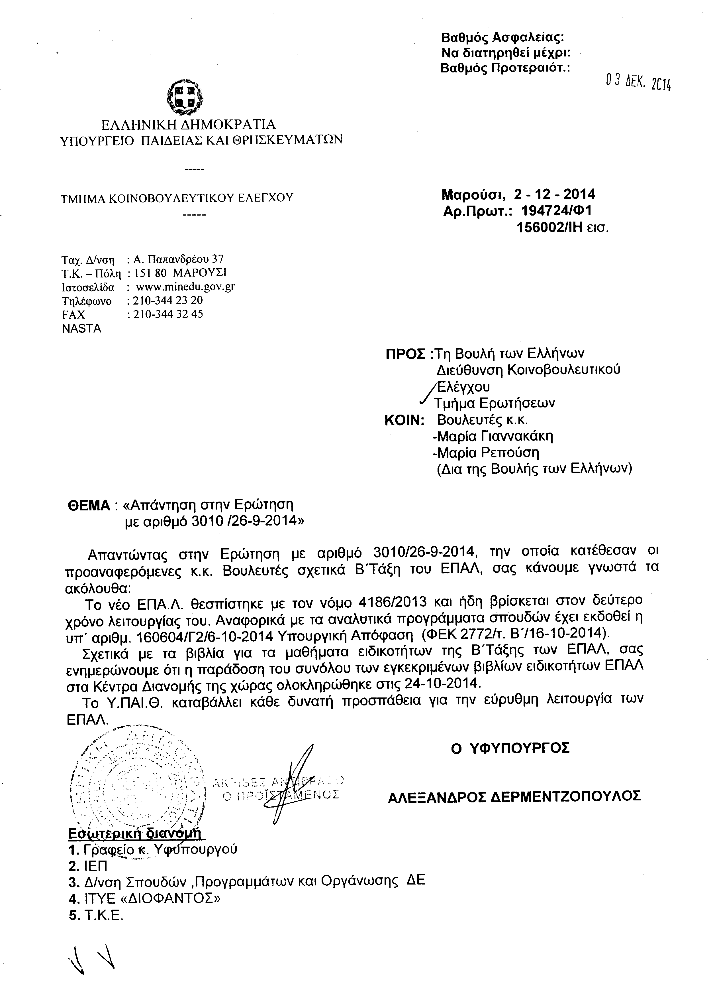 Βαθμός Ασφαλείας:
Να διατηρηθεί μέχρι:
Βαθμός Προτεραιότ.:
03 ΔΕΚ. 2014
ΕΛΛΗΝΙΚΗ ΔΗΜΟΚΡΑΤΙΑ
ΥΠΟΥΡΓΕΙΟ ΠΑΙΔΕΙΑΣ ΚΑΙ ΘΡΗΣΚΕΥΜΑΤΩΝ
-----
ΤΜΗΜΑ ΚΟΙΝΟΒΟΥΛΕΥΤΙΚΟΥ ΕΛΕΓΧΟΥ
-----
Μαρούσι, 2 - 12 - 2014
Αρ.Πρωτ.: 194724/Φ1
156002/ΙΗ εισ.
Ταχ. Δ/νση : Α. Παπανδρέου 37
Τ.Κ. – Πόλη : 151 80 ΜΑΡΟΥΣΙ
Ιστοσελίδα : www.minedu.gov.gr
Τηλέφωνο : 210-344 23 20
FAX : 210-344 32 45
NASTA
ΠΡΟΣ :Τη Βουλή των Ελλήνων
Διεύθυνση Κοινοβουλευτικού
Ελέγχου
Τμήμα Ερωτήσεων
ΚΟΙΝ: Βουλευτές κ.κ.
-Μαρία Γιαννακάκη
-Μαρία Ρεπούση
(Δια της Βουλής των Ελλήνων)
ΘΕΜΑ : «Απάντηση στην Ερώτηση
με αριθμό 3010 /26-9-2014»
Απαντώντας στην Ερώτηση με αριθμό 3010/26-9-2014, την οποία κατέθεσαν οι
προαναφερόμενες κ.κ. Βουλευτές σχετικά Β΄Τάξη του ΕΠΑΛ, σας κάνουμε γνωστά τα
ακόλουθα:
Το νέο ΕΠΑ.Λ. θεσπίστηκε με τον νόμο 4186/2013 και ήδη βρίσκεται στον δεύτερο
χρόνο λειτουργίας του. Αναφορικά με τα αναλυτικά προγράμματα σπουδών έχει εκδοθεί η
υπ΄ αριθμ. 160604/Γ2/6-10-2014 Υπουργική Απόφαση (ΦΕΚ 2772/τ. Β΄/16-10-2014).
Σχετικά με τα βιβλία για τα μαθήματα ειδικοτήτων της Β΄Τάξης των ΕΠΑΛ, σας
ενημερώνουμε ότι η παράδοση του συνόλου των εγκεκριμένων βιβλίων ειδικοτήτων ΕΠΑΛ
στα Κέντρα Διανομής της χώρας ολοκληρώθηκε στις 24-10-2014.
Το Υ.ΠΑΙ.Θ. καταβάλλει κάθε δυνατή προσπάθεια για την εύρυθμη λειτουργία των
ΕΠΑΛ.
Ο ΥΦΥΠΟΥΡΓΟΣ
ΑΚΡΙΒΕΣ ΑΝΤΙΓΡΑΦΟ
Ο ΠΡΟΪΣΤΑΜΕΝΟΣ
ΑΛΕΞΑΝΔΡΟΣ ΔΕΡΜΕΝΤΖΟΠΟΥΛΟΣ
Εσωτερική διανομή
1. Γραφείο κ. Υφυπουργού
2. ΙΕΠ
3. Δ/νση Σπουδών ,Προγραμμάτων και Οργάνωσης ΔΕ
4. ΙΤΥΕ «ΔΙΟΦΑΝΤΟΣ»
5. Τ.Κ.Ε.